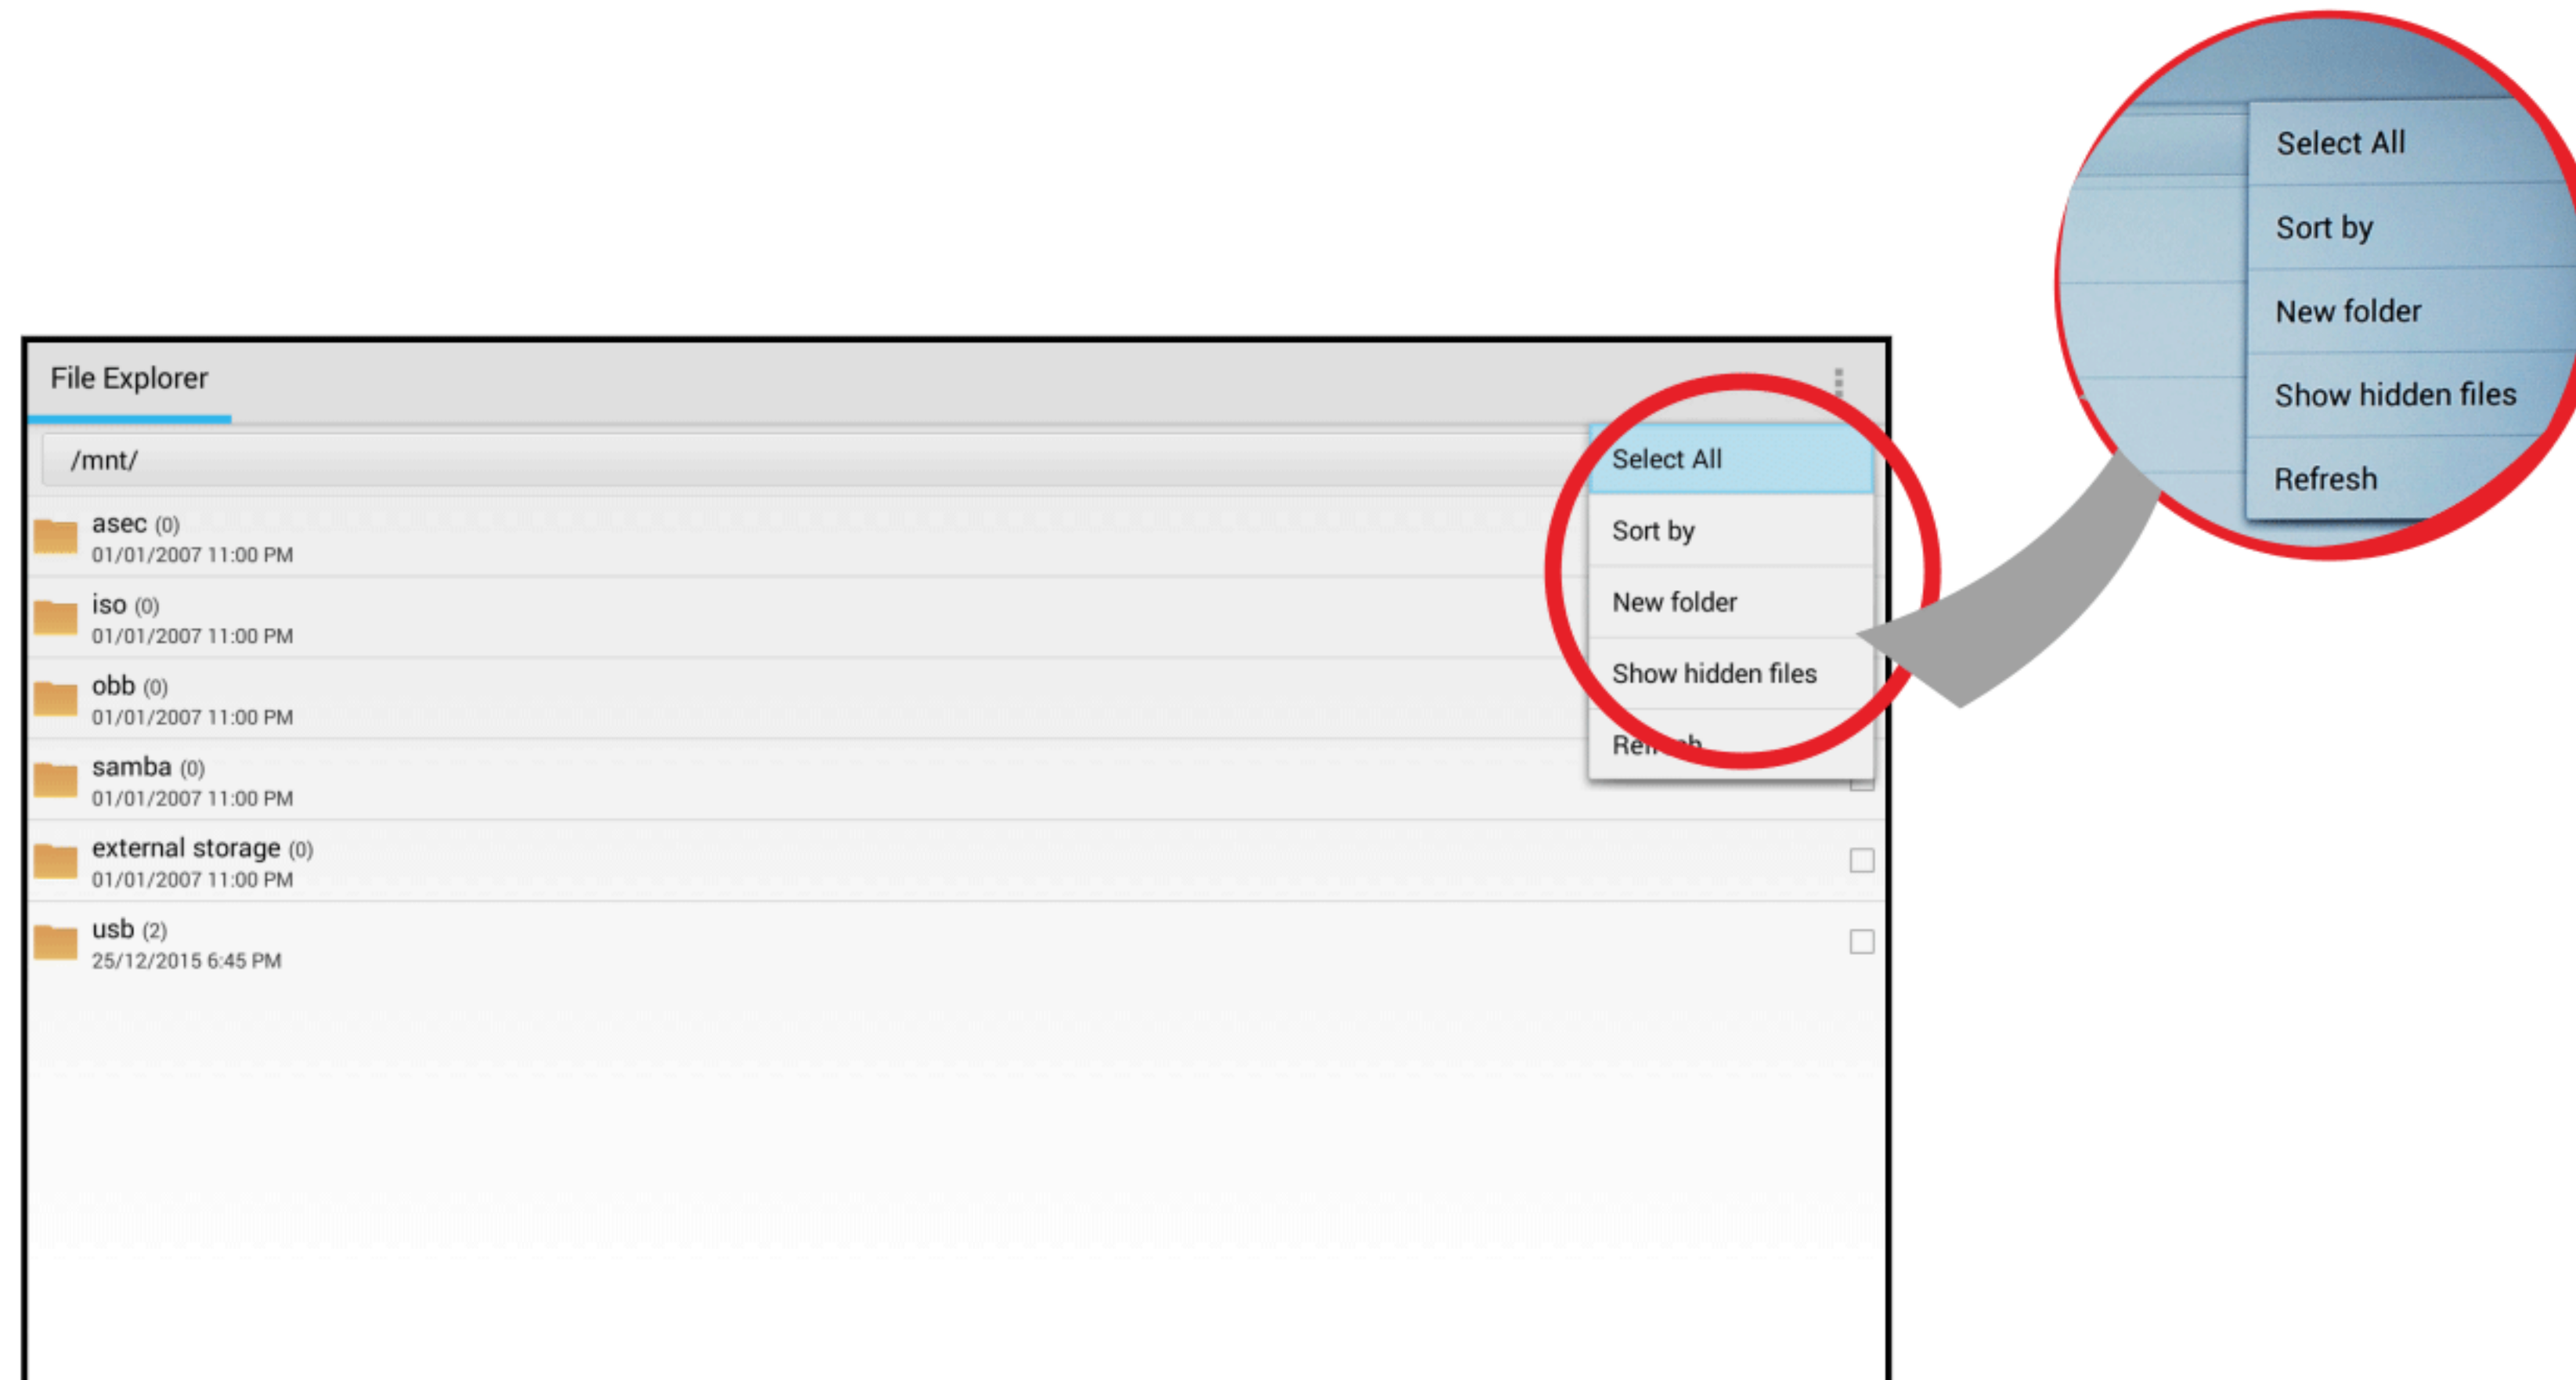 File Explorer
/mnt/
asec (0)
01/01/2007 11:00 PM
iso (0)
01/01/2007 11:00 PM
obb (0)
01/01/2007 11:00 PM
samba (0)
01/01/2007 11:00 PM
external storage (0)
01/01/2007 11:00 PM
usb (2)
25/12/2015 6:45 PM
Select All
Sort by
New folder
Show hidden files
Select All
Sort by
New folder
Show hidden files
Refresh